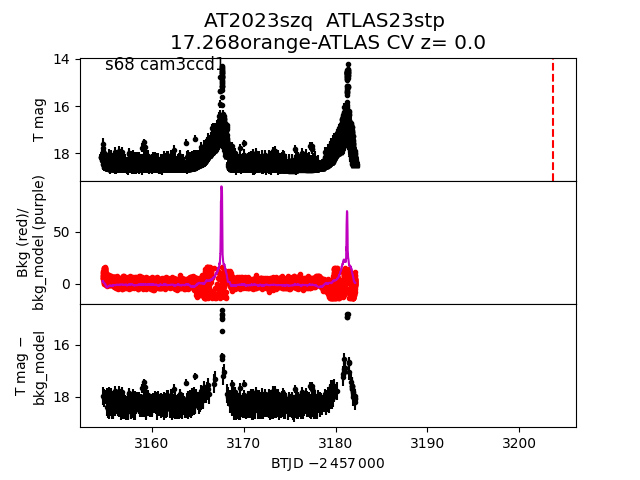 AT2023szq  ATLAS23stp
17.268orange-ATLAS CV z= 0.0
s68 cam3ccd1
14
16
18
T mag
50
0
Bkg (red)/
bkg_model (purple)
16
18
T mag −
bkg_model
3160 3170 3180 3190 3200
BTJD −2 457 000